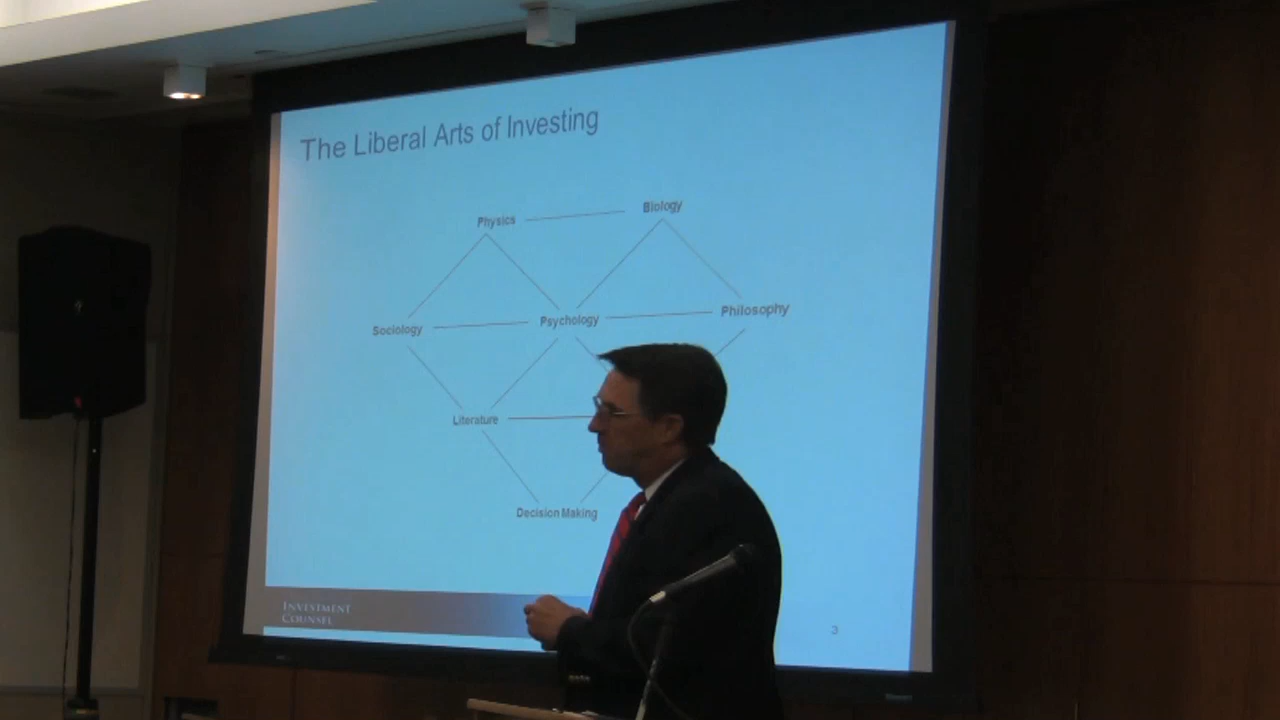 The Liberal Arts of Investing
Physics
Biology
Sociology
Psychology
Philosophy
Literature
Decision Making
INVESTMENT
COUNSEL
3